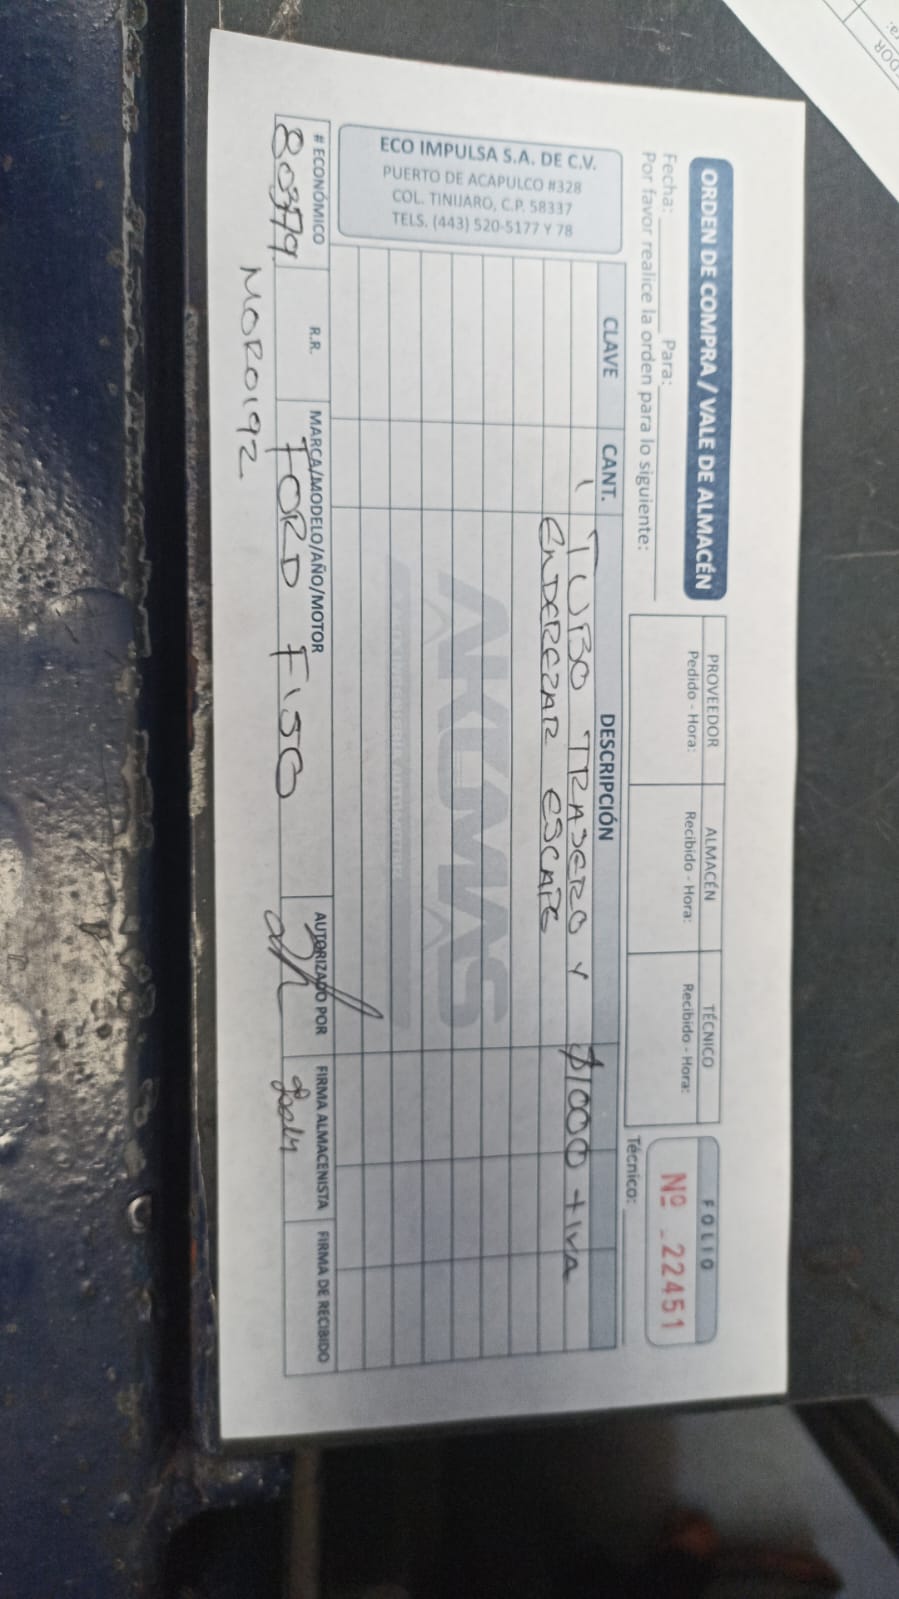 ORDEN DE COMPRA / VALE DE ALMACÉN
Fecha: Para:
Por favor realice la orden para lo siguiente:
PROVEEDOR ALMACÉN TÉCNICO
Pedido - Hora: Recibido - Hora: Recibido - Hora:
FOLIO
Nº 22451
Técnico:
ECO IMPULSA S.A. DE C.V.
PUERTO DE ACAPULCO #328
COL. TINIJARO, C.P. 58337
TELS. (443) 520-5177 Y 78
CLAVE CANT. DESCRIPCIÓN
1 TUBO TRASERO Y $1000 + IVA
ENDEREZAR ESCAPE
AKUMAS
# ECONÓMICO R.R. MARCA/MODELO/AÑO/MOTOR AUTORIZADO POR FIRMA ALMACENISTA FIRMA DE RECIBIDO
80379 FORD F150
MORO192